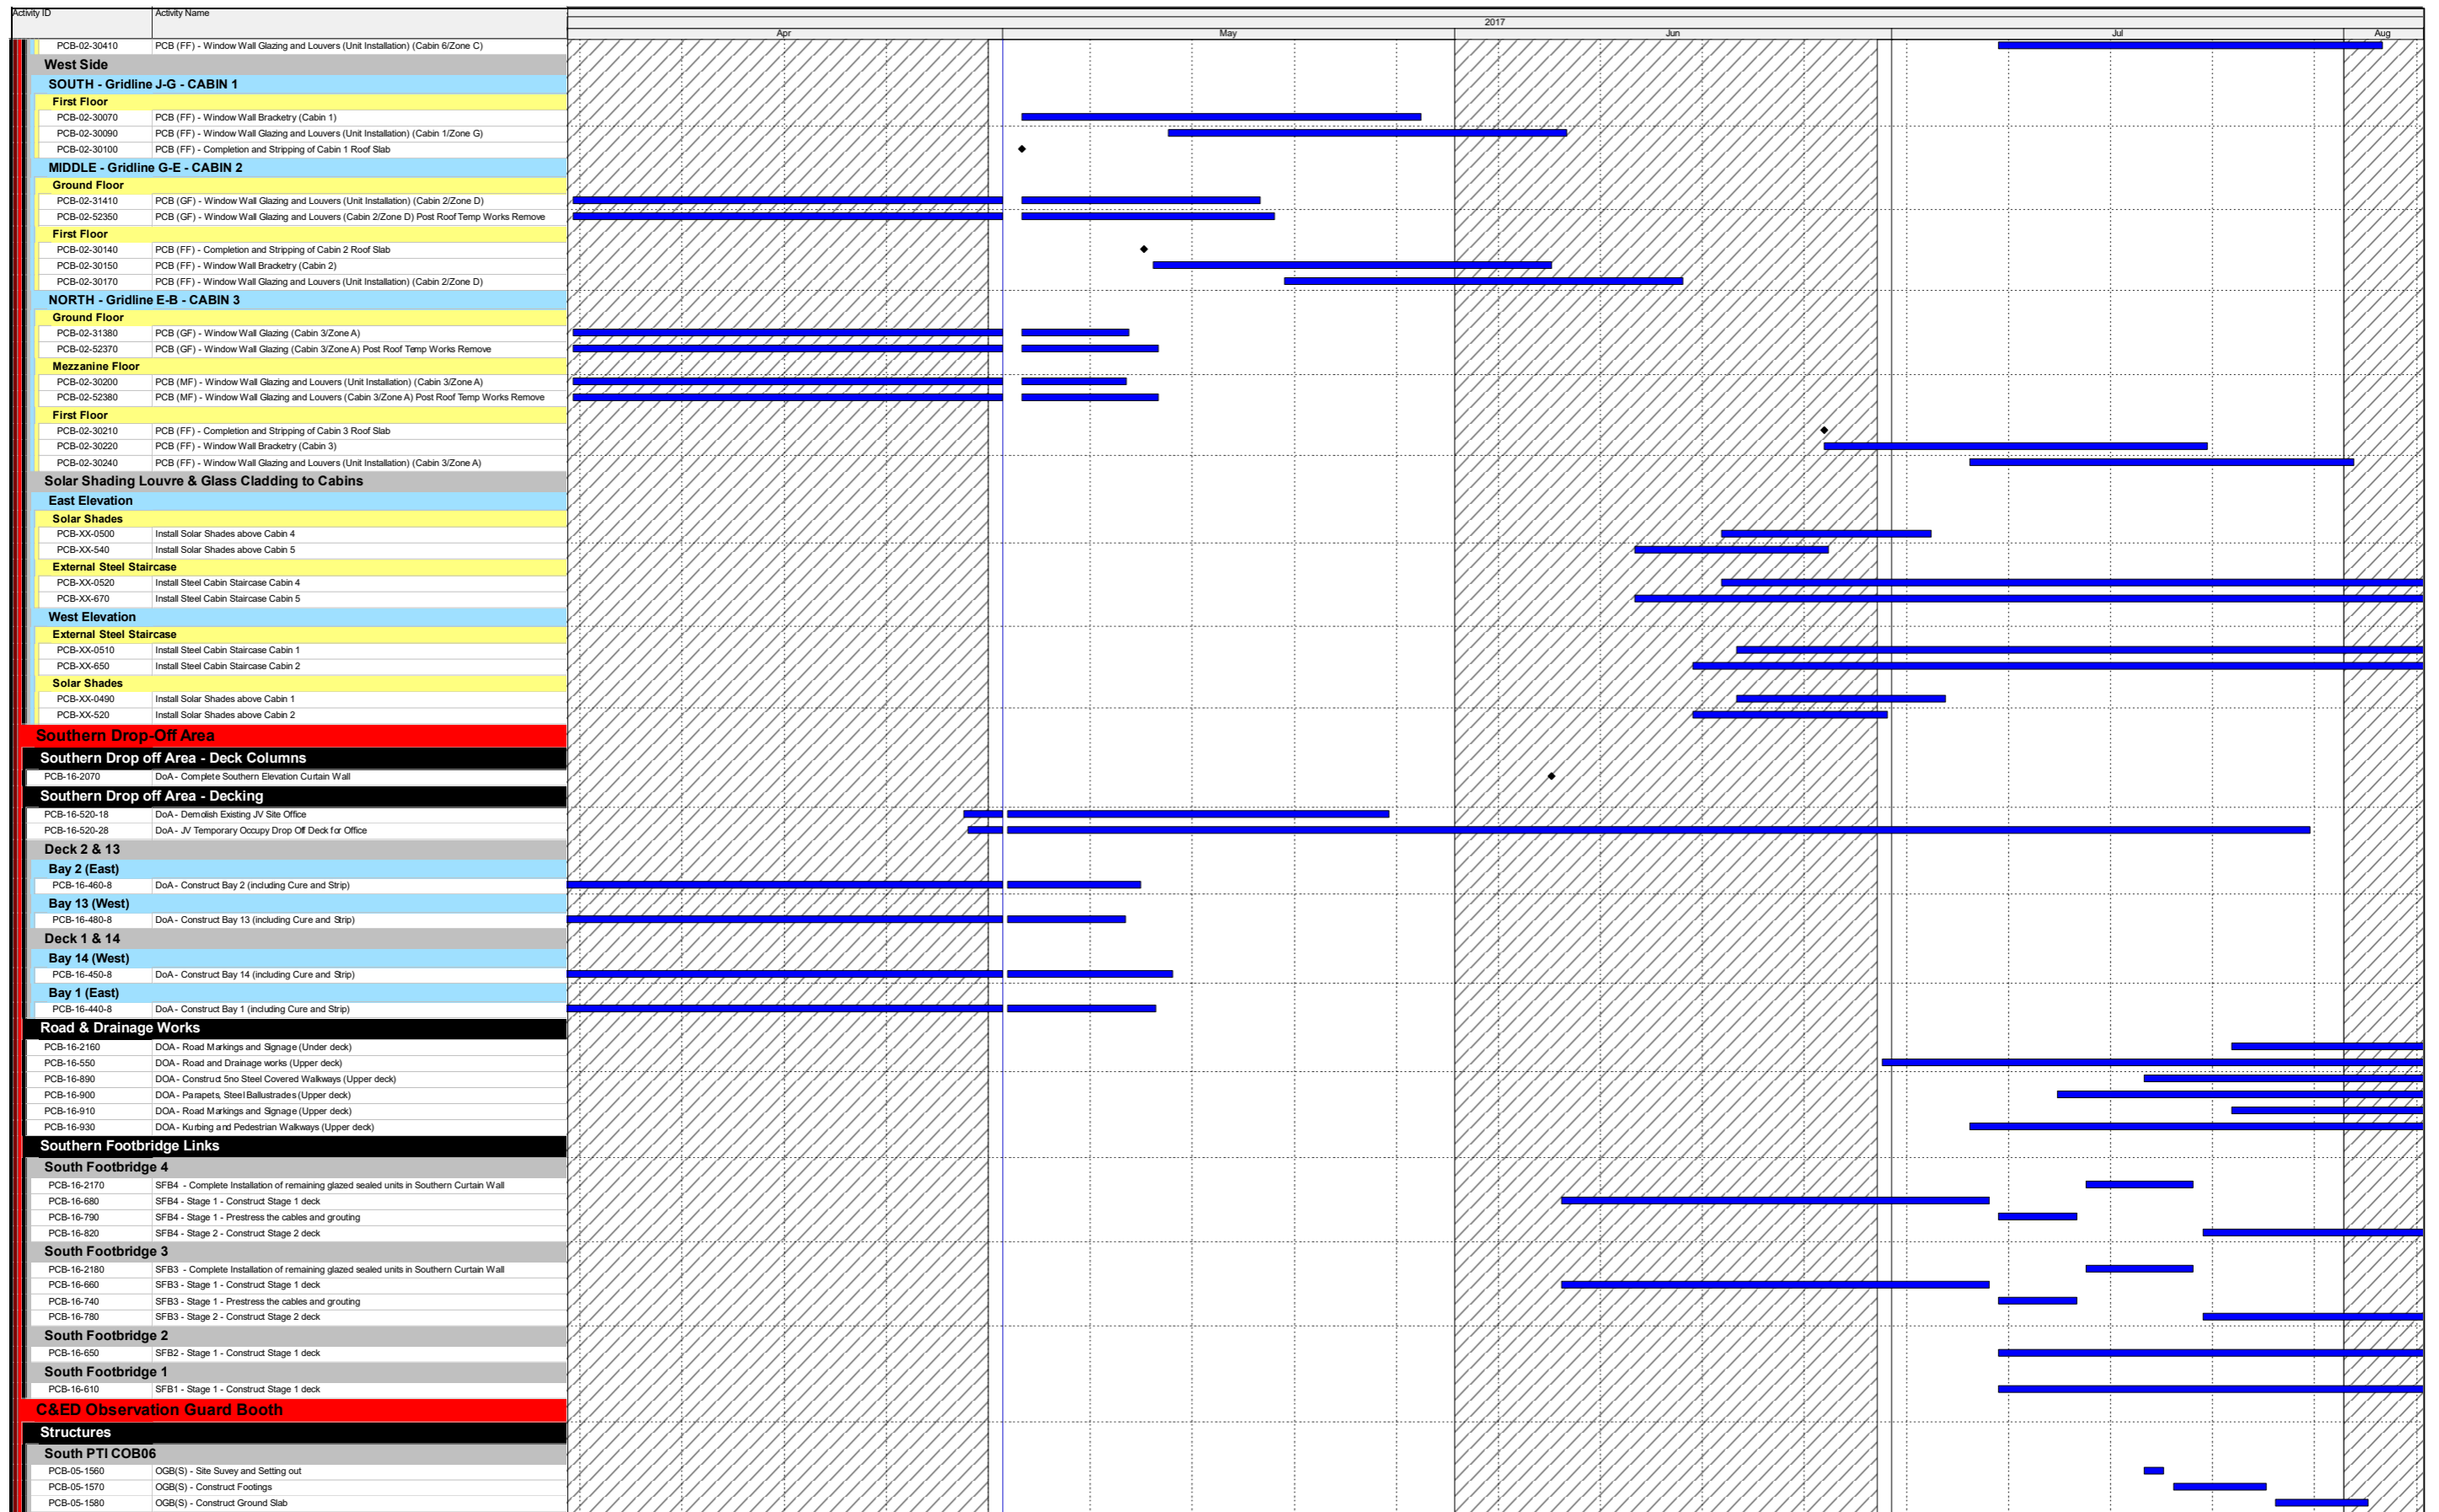 Activity ID Activity Name
2017
Apr May Jun Jul Aug
PCB-02-30410 PCB (FF) - Window Wall Glazing and Louvers (Unit Installation) (Cabin 6/Zone C)
West Side
SOUTH - Gridline J-G - CABIN 1
First Floor
PCB-02-30070 PCB (FF) - Window Wall Bracketry (Cabin 1)
PCB-02-30090 PCB (FF) - Window Wall Glazing and Louvers (Unit Installation) (Cabin 1/Zone G)
PCB-02-30100 PCB (FF) - Completion and Stripping of Cabin 1 Roof Slab
MIDDLE - Gridline G-E - CABIN 2
Ground Floor
PCB-02-31410 PCB (GF) - Window Wall Glazing and Louvers (Unit Installation) (Cabin 2/Zone D)
PCB-02-52350 PCB (GF) - Window Wall Glazing and Louvers (Cabin 2/Zone D) Post Roof Temp Works Remove
First Floor
PCB-02-30140 PCB (FF) - Completion and Stripping of Cabin 2 Roof Slab
PCB-02-30150 PCB (FF) - Window Wall Bracketry (Cabin 2)
PCB-02-30170 PCB (FF) - Window Wall Glazing and Louvers (Unit Installation) (Cabin 2/Zone D)
NORTH - Gridline E-B - CABIN 3
Ground Floor
PCB-02-31380 PCB (GF) - Window Wall Glazing (Cabin 3/Zone A)
PCB-02-52370 PCB (GF) - Window Wall Glazing (Cabin 3/Zone A) Post Roof Temp Works Remove
Mezzanine Floor
PCB-02-30200 PCB (MF) - Window Wall Glazing and Louvers (Unit Installation) (Cabin 3/Zone A)
PCB-02-52380 PCB (MF) - Window Wall Glazing and Louvers (Cabin 3/Zone A) Post Roof Temp Works Remove
First Floor
PCB-02-30210 PCB (FF) - Completion and Stripping of Cabin 3 Roof Slab
PCB-02-30220 PCB (FF) - Window Wall Bracketry (Cabin 3)
PCB-02-30240 PCB (FF) - Window Wall Glazing and Louvers (Unit Installation) (Cabin 3/Zone A)
Solar Shading Louvre & Glass Cladding to Cabins
East Elevation
Solar Shades
PCB-XX-0500 Install Solar Shades above Cabin 4
PCB-XX-540 Install Solar Shades above Cabin 5
External Steel Staircase
PCB-XX-0520 Install Steel Cabin Staircase Cabin 4
PCB-XX-670 Install Steel Cabin Staircase Cabin 5
West Elevation
External Steel Staircase
PCB-XX-0510 Install Steel Cabin Staircase Cabin 1
PCB-XX-650 Install Steel Cabin Staircase Cabin 2
Solar Shades
PCB-XX-0490 Install Solar Shades above Cabin 1
PCB-XX-520 Install Solar Shades above Cabin 2
Southern Drop-Off Area
Southern Drop off Area - Deck Columns
PCB-16-2070 DoA - Complete Southern Elevation Curtain Wall
Southern Drop off Area - Decking
PCB-16-520-18 DoA - Demolish Existing JV Site Office
PCB-16-520-28 DoA - JV Temporary Occupy Drop Off Deck for Office
Deck 2 & 13
Bay 2 (East)
PCB-16-460-8 DoA - Construct Bay 2 (including Cure and Strip)
Bay 13 (West)
PCB-16-480-8 DoA - Construct Bay 13 (including Cure and Strip)
Deck 1 & 14
Bay 14 (West)
PCB-16-450-8 DoA - Construct Bay 14 (including Cure and Strip)
Bay 1 (East)
PCB-16-440-8 DoA - Construct Bay 1 (including Cure and Strip)
Road & Drainage Works
PCB-16-2160 DOA - Road Markings and Signage (Under deck)
PCB-16-550 DOA - Road and Drainage works (Upper deck)
PCB-16-890 DOA - Construct 5no Steel Covered Walkways (Upper deck)
PCB-16-900 DOA - Parapets, Steel Ballustrades (Upper deck)
PCB-16-910 DOA - Road Markings and Signage (Upper deck)
PCB-16-930 DOA - Kurbing and Pedestrian Walkways (Upper deck)
Southern Footbridge Links
South Footbridge 4
PCB-16-2170 SFB4 - Complete Installation of remaining glazed sealed units in Southern Curtain Wall
PCB-16-680 SFB4 - Stage 1 - Construct Stage 1 deck
PCB-16-790 SFB4 - Stage 1 - Prestress the cables and grouting
PCB-16-820 SFB4 - Stage 2 - Construct Stage 2 deck
South Footbridge 3
PCB-16-2180 SFB3 - Complete Installation of remaining glazed sealed units in Southern Curtain Wall
PCB-16-660 SFB3 - Stage 1 - Construct Stage 1 deck
PCB-16-740 SFB3 - Stage 1 - Prestress the cables and grouting
PCB-16-780 SFB3 - Stage 2 - Construct Stage 2 deck
South Footbridge 2
PCB-16-650 SFB2 - Stage 1 - Construct Stage 1 deck
South Footbridge 1
PCB-16-610 SFB1 - Stage 1 - Construct Stage 1 deck
C&ED Observation Guard Booth
Structures
South PTI COB06
PCB-05-1560 OGB(S) - Site Suvey and Setting out
PCB-05-1570 OGB(S) - Construct Footings
PCB-05-1580 OGB(S) - Construct Ground Slab